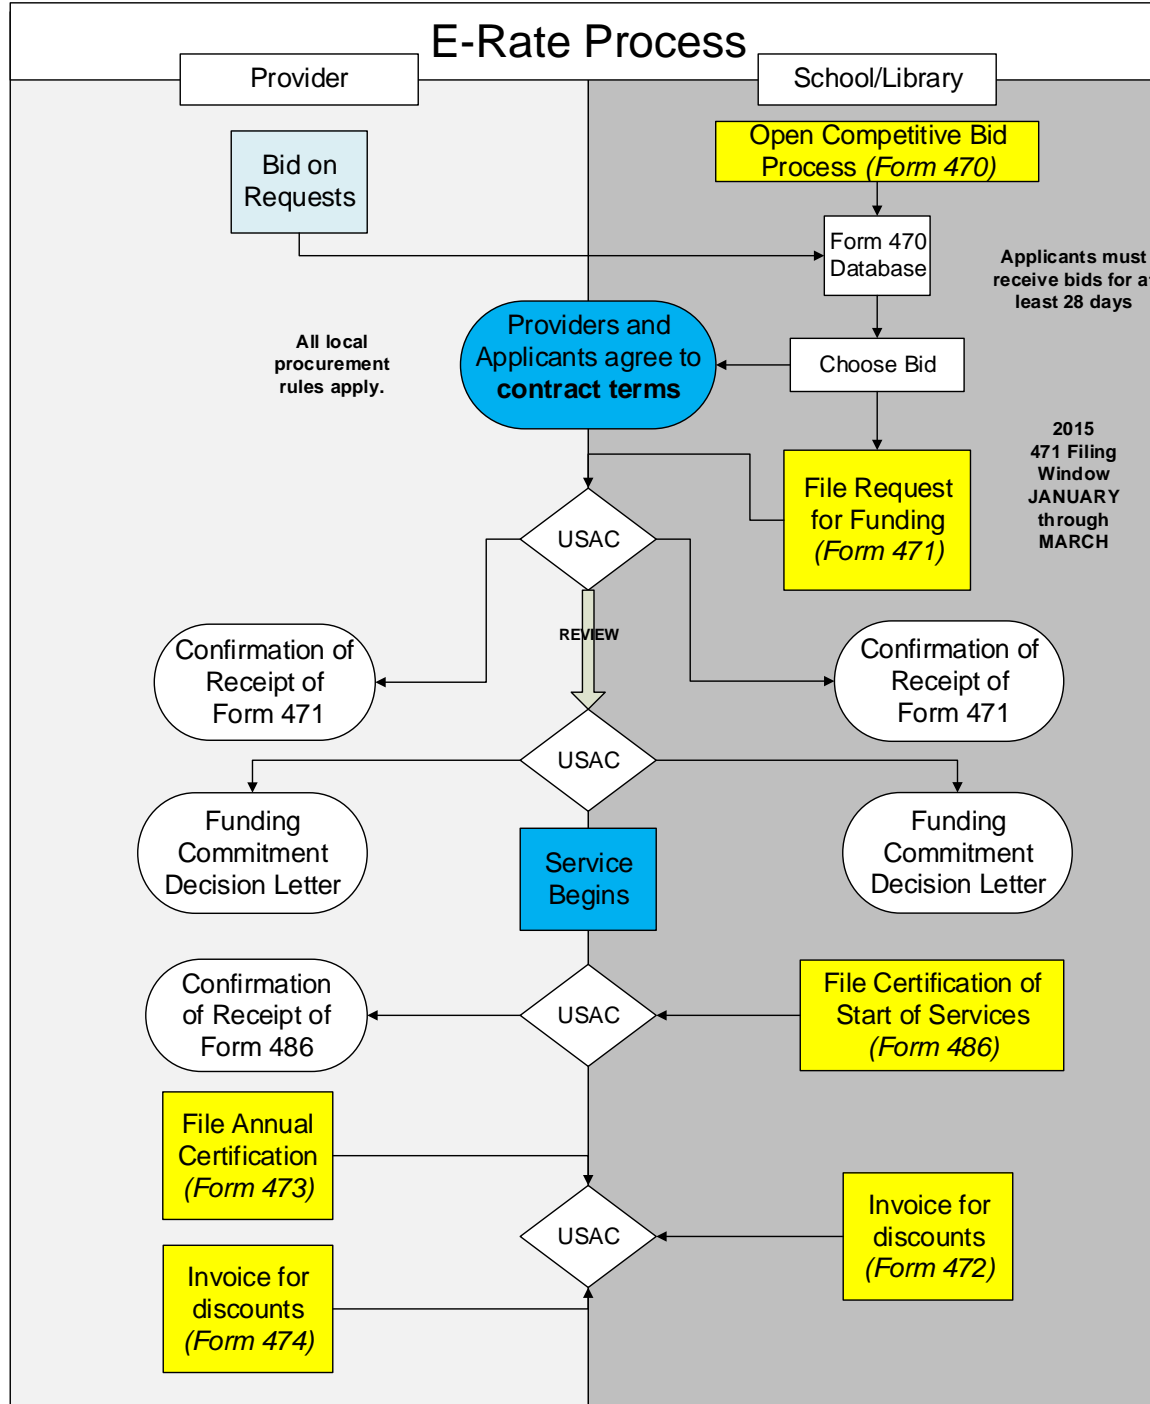 E-Rate Process
Provider
School/Library
Bid on
Requests
Open Competitive Bid
Process (Form 470)
Form 470
Database
Applicants must
receive bids for at
least 28 days
All local
procurement
rules apply.
Providers and
Applicants agree to
contract terms
Choose Bid
2015
471 Filing
Window
JANUARY
through
MARCH
File Request
for Funding
(Form 471)
USAC
REVIEW
Confirmation of
Receipt of
Form 471
Confirmation of
Receipt of
Form 471
USAC
Funding
Commitment
Decision Letter
Funding
Commitment
Decision Letter
Service
Begins
Confirmation
of Receipt of
Form 486
USAC
File Certification of
Start of Services
(Form 486)
File Annual
Certification
(Form 473)
USAC
Invoice for
discounts
(Form 472)
Invoice for
discounts
(Form 474)